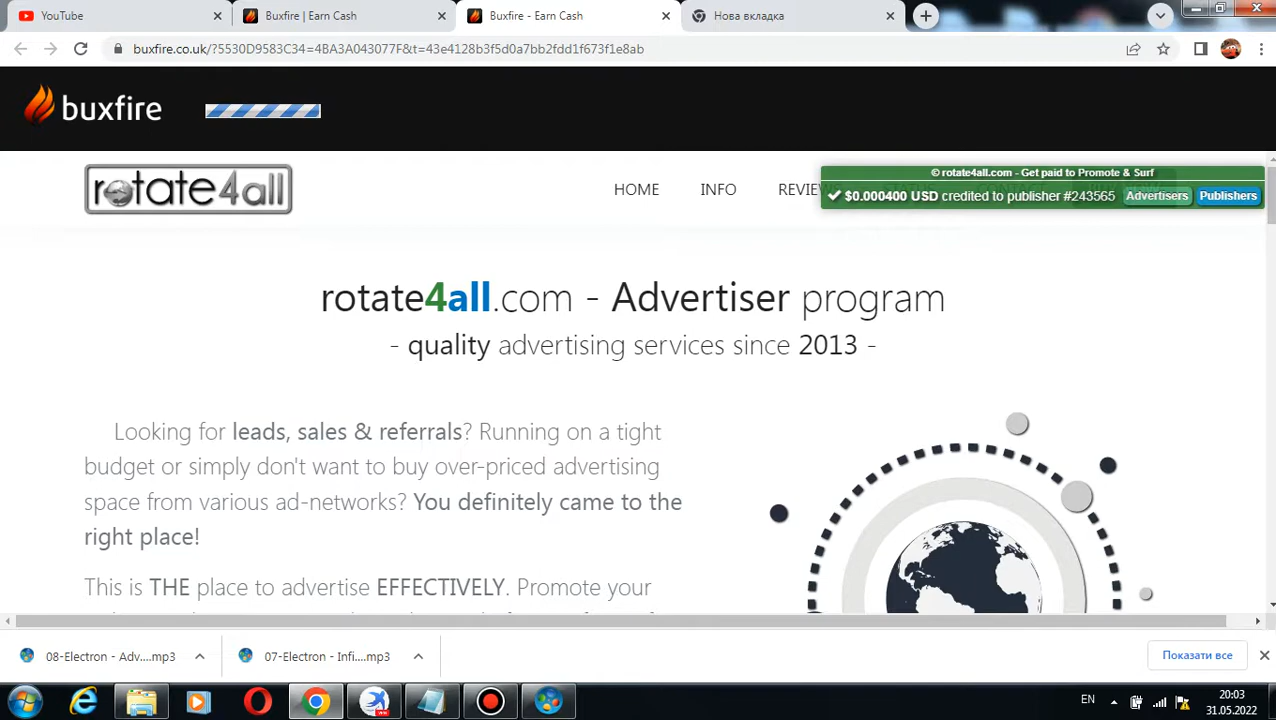 YouTube
Buxfire | Earn Cash
Buxfire - Earn Cash
Нова вкладка
buxfire.co.uk/?5530D9583C34=4BA3A043077F&t=43e4128b3f5d0a7bb2fdd1f673f1e8ab
buxfire
rotate4all
HOME INFO REVIEWS
© rotate4all.com - Get paid to Promote & Surf
$0.000400 USD credited to publisher #243565 Advertisers Publishers
rotate4all.com - Advertiser program
- quality advertising services since 2013 -
Looking for leads, sales & referrals? Running on a tight
budget or simply don't want to buy over-priced advertising
space from various ad-networks? You definitely came to the
right place!
This is THE place to advertise EFFECTIVELY. Promote your
08-Electron - Adv....mp3
07-Electron - Infi....mp3
Показати все
EN
20:03
31.05.2022